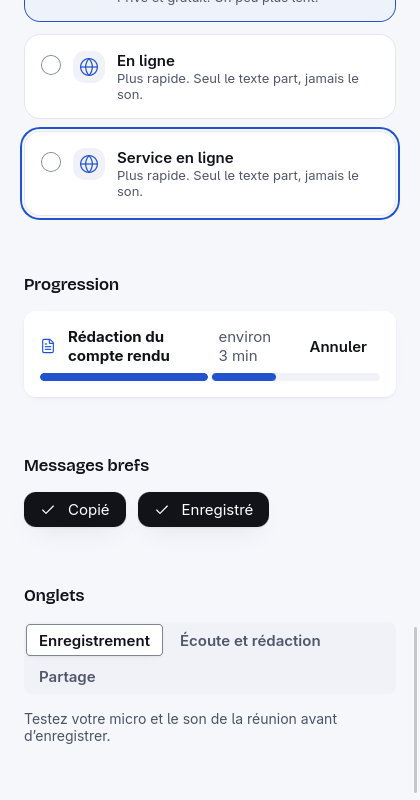 Privé et gratuit. Un peu plus lent.
En ligne
Plus rapide. Seul le texte part, jamais le
son.
Service en ligne
Plus rapide. Seul le texte part, jamais le
son.
Progression
Rédaction du
compte rendu
environ
3 min
Annuler
Messages brefs
Copié
Enregistré
Onglets
Enregistrement
Écoute et rédaction
Partage
Testez votre micro et le son de la réunion avant
d’enregistrer.